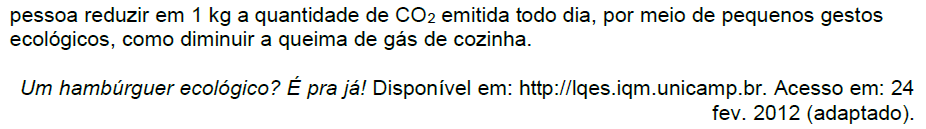 pessoa reduzir em 1 kg a quantidade de CO₂ emitida todo dia, por meio de pequenos gestos
ecológicos, como diminuir a queima de gás de cozinha.
Um hambúrguer ecológico? É pra já! Disponível em: http://lqes.iqm.unicamp.br. Acesso em: 24
fev. 2012 (adaptado).